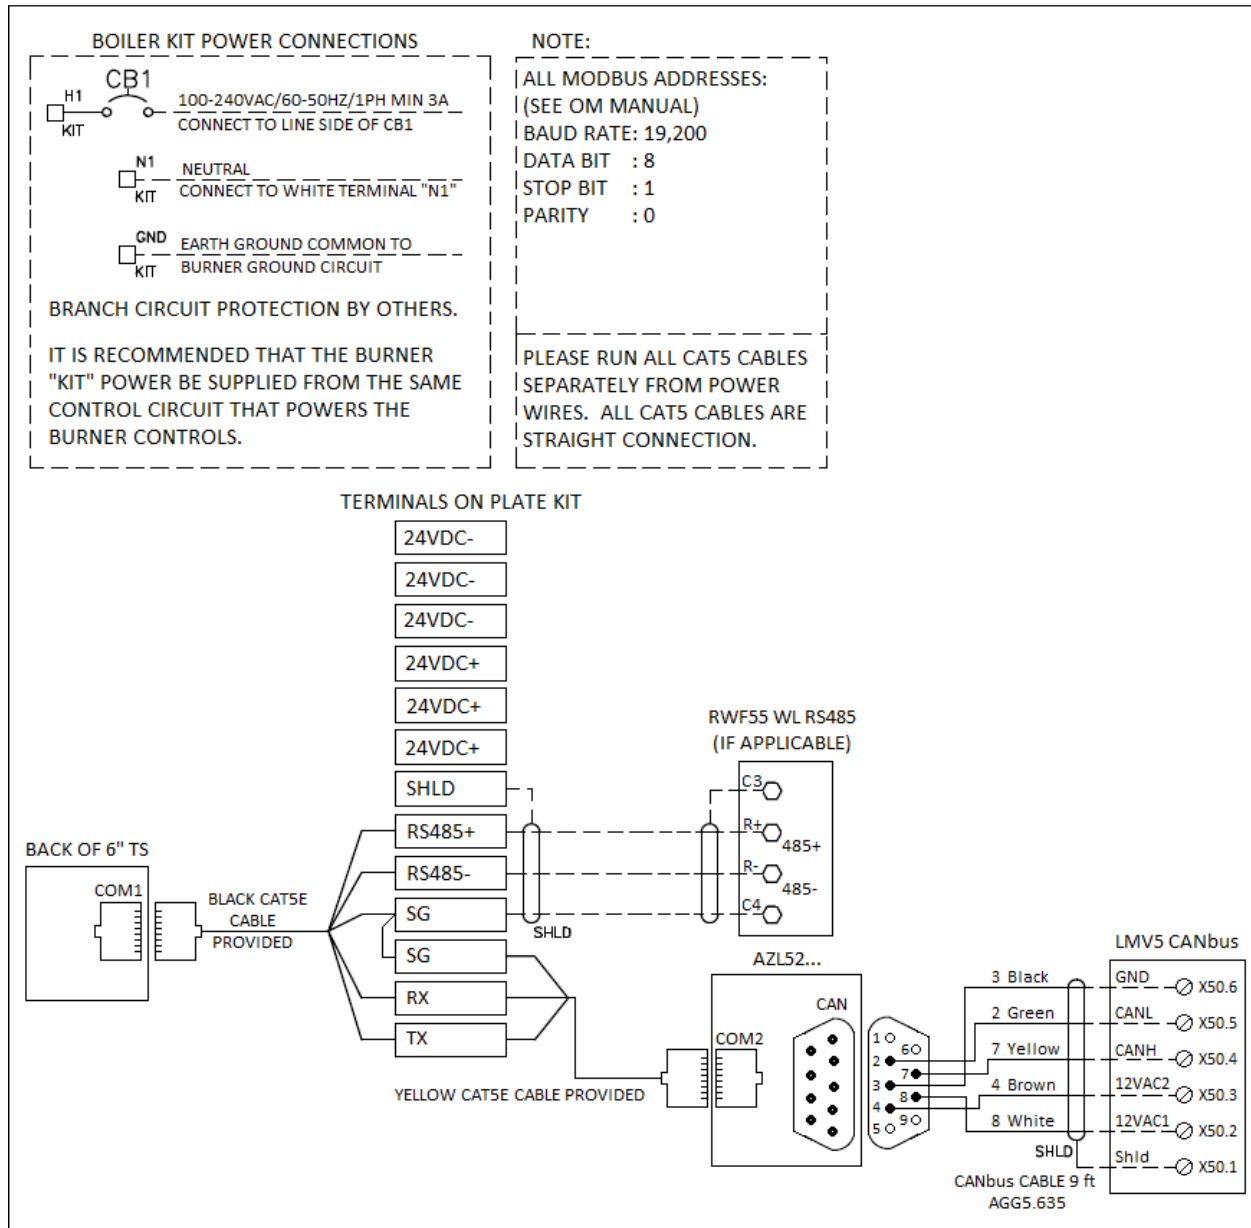 BOILER KIT POWER CONNECTIONS
CB1
H1
KIT
100-240VAC/60-50HZ/1PH MIN 3A
CONNECT TO LINE SIDE OF CB1
N1
KIT
NEUTRAL
CONNECT TO WHITE TERMINAL "N1"
GND
KIT
EARTH GROUND COMMON TO
BURNER GROUND CIRCUIT
BRANCH CIRCUIT PROTECTION BY OTHERS.
IT IS RECOMMENDED THAT THE BURNER
"KIT" POWER BE SUPPLIED FROM THE SAME
CONTROL CIRCUIT THAT POWERS THE
BURNER CONTROLS.
NOTE:
ALL MODBUS ADDRESSES:
(SEE OM MANUAL)
BAUD RATE: 19,200
DATA BIT : 8
STOP BIT : 1
PARITY : 0
PLEASE RUN ALL CAT5 CABLES
SEPARATELY FROM POWER
WIRES. ALL CAT5 CABLES ARE
STRAIGHT CONNECTION.
TERMINALS ON PLATE KIT
24VDC-
24VDC-
24VDC-
24VDC+
24VDC+
24VDC+
SHLD
RS485+
RS485-
SG
SG
RX
TX
BACK OF 6" TS
COM1
BLACK CAT5E
CABLE
PROVIDED
SHLD
RWF55 WL RS485
(IF APPLICABLE)
C3
R+
485+
R-
485-
C4
YELLOW CAT5E CABLE PROVIDED
AZL52...
COM2
CAN
1
6
2
7
3
8
4
9
5
3 Black
2 Green
7 Yellow
4 Brown
8 White
SHLD
CANbus CABLE 9 ft
AGG5.635
LMV5 CANbus
GND
X50.6
CANL
X50.5
CANH
X50.4
12VAC2
X50.3
12VAC1
X50.2
Shld
X50.1